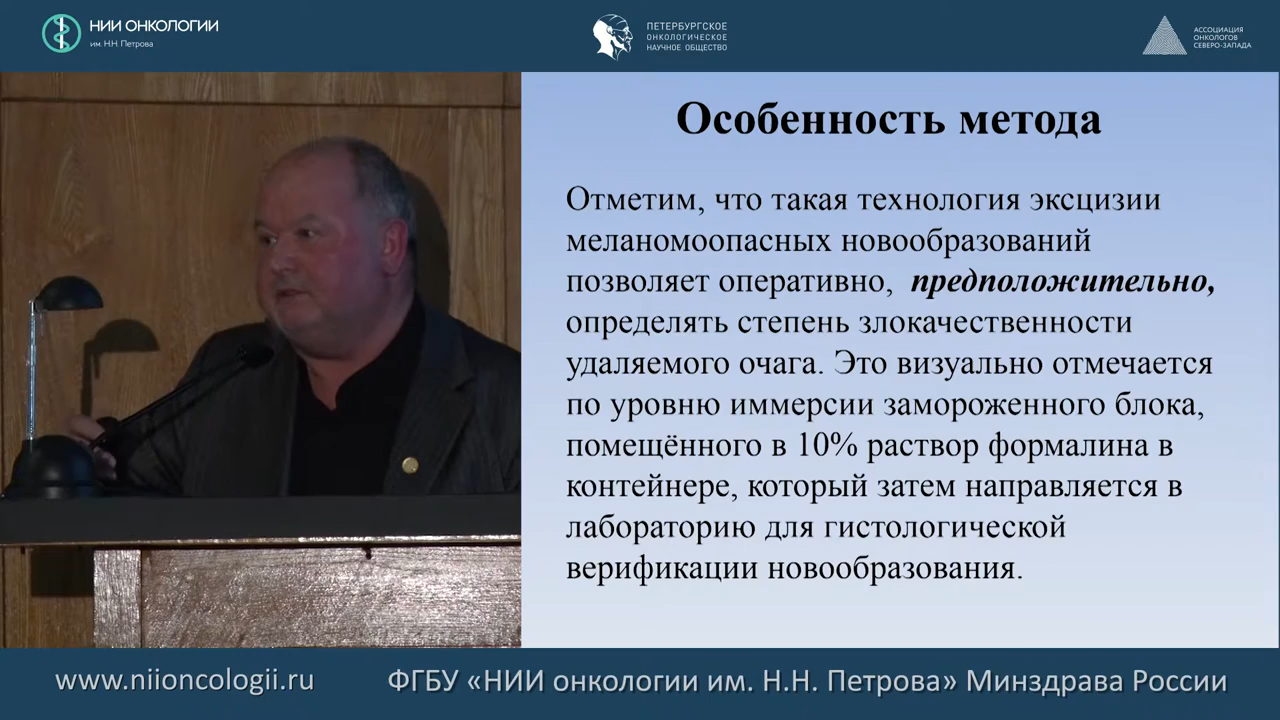 НИИ ОНКОЛОГИИ
им. Н.Н. Петрова
ПЕТЕРБУРГСКОЕ
ОНКОЛОГИЧЕСКОЕ
НАУЧНОЕ ОБЩЕСТВО
АССОЦИАЦИЯ
ОНКОЛОГОВ
СЕВЕРО-ЗАПАДА
Особенность метода
Отметим, что такая технология эксцизии
меланомоопасных новообразований
позволяет оперативно, предположительно,
определять степень злокачественности
удаляемого очага. Это визуально отмечается
по уровню иммерсии замороженного блока,
помещённого в 10% раствор формалина в
контейнере, который затем направляется в
лабораторию для гистологической
верификации новообразования.
www.niioncologii.ru
ФГБУ «НИИ онкологии им. Н.Н. Петрова» Минздрава России